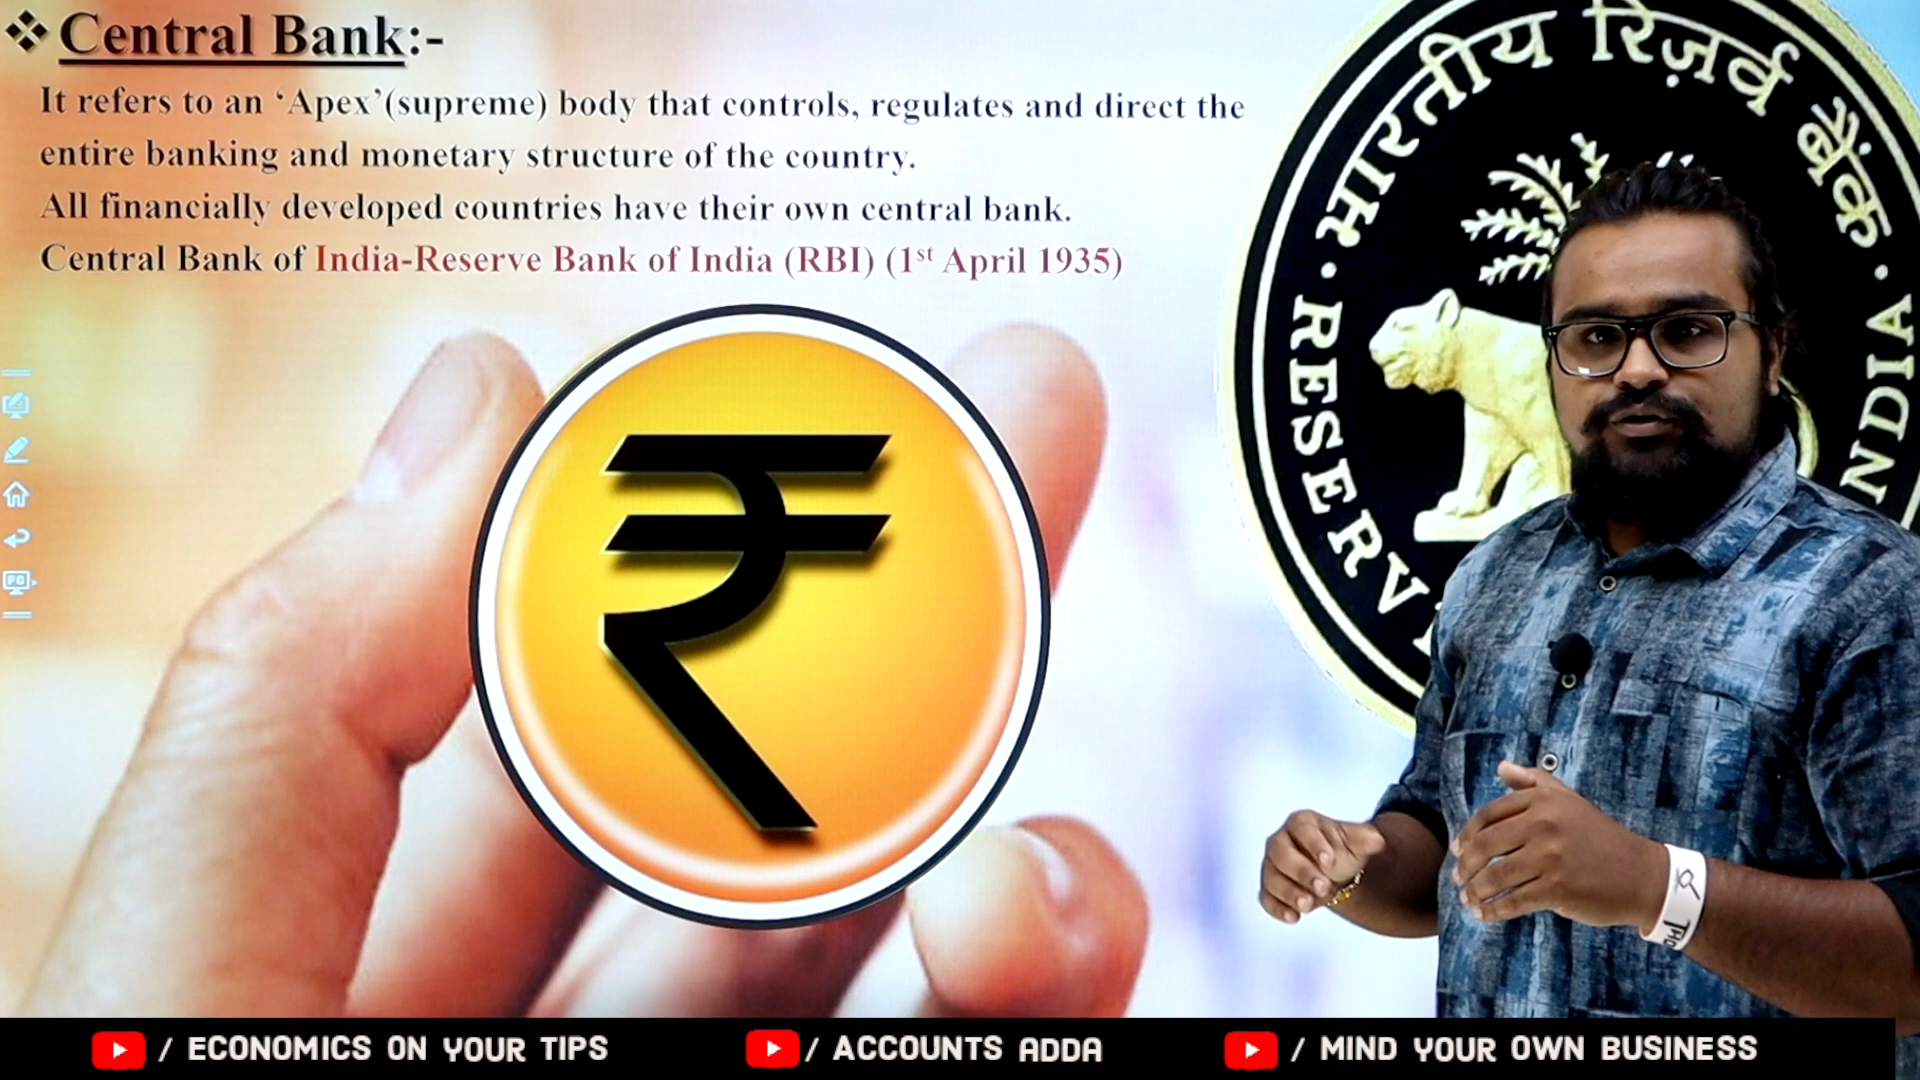 ❖ Central Bank:-
It refers to an ‘Apex’(supreme) body that controls, regulates and direct the
entire banking and monetary structure of the country.
All financially developed countries have their own central bank.
Central Bank of India-Reserve Bank of India (RBI) (1st April 1935)
भारतीय रिज़र्व बैंक
RESERV
INDIA
₹
PC
/ ECONOMICS ON YOUR TIPS
/ ACCOUNTS ADDA
/ MIND YOUR OWN BUSINESS